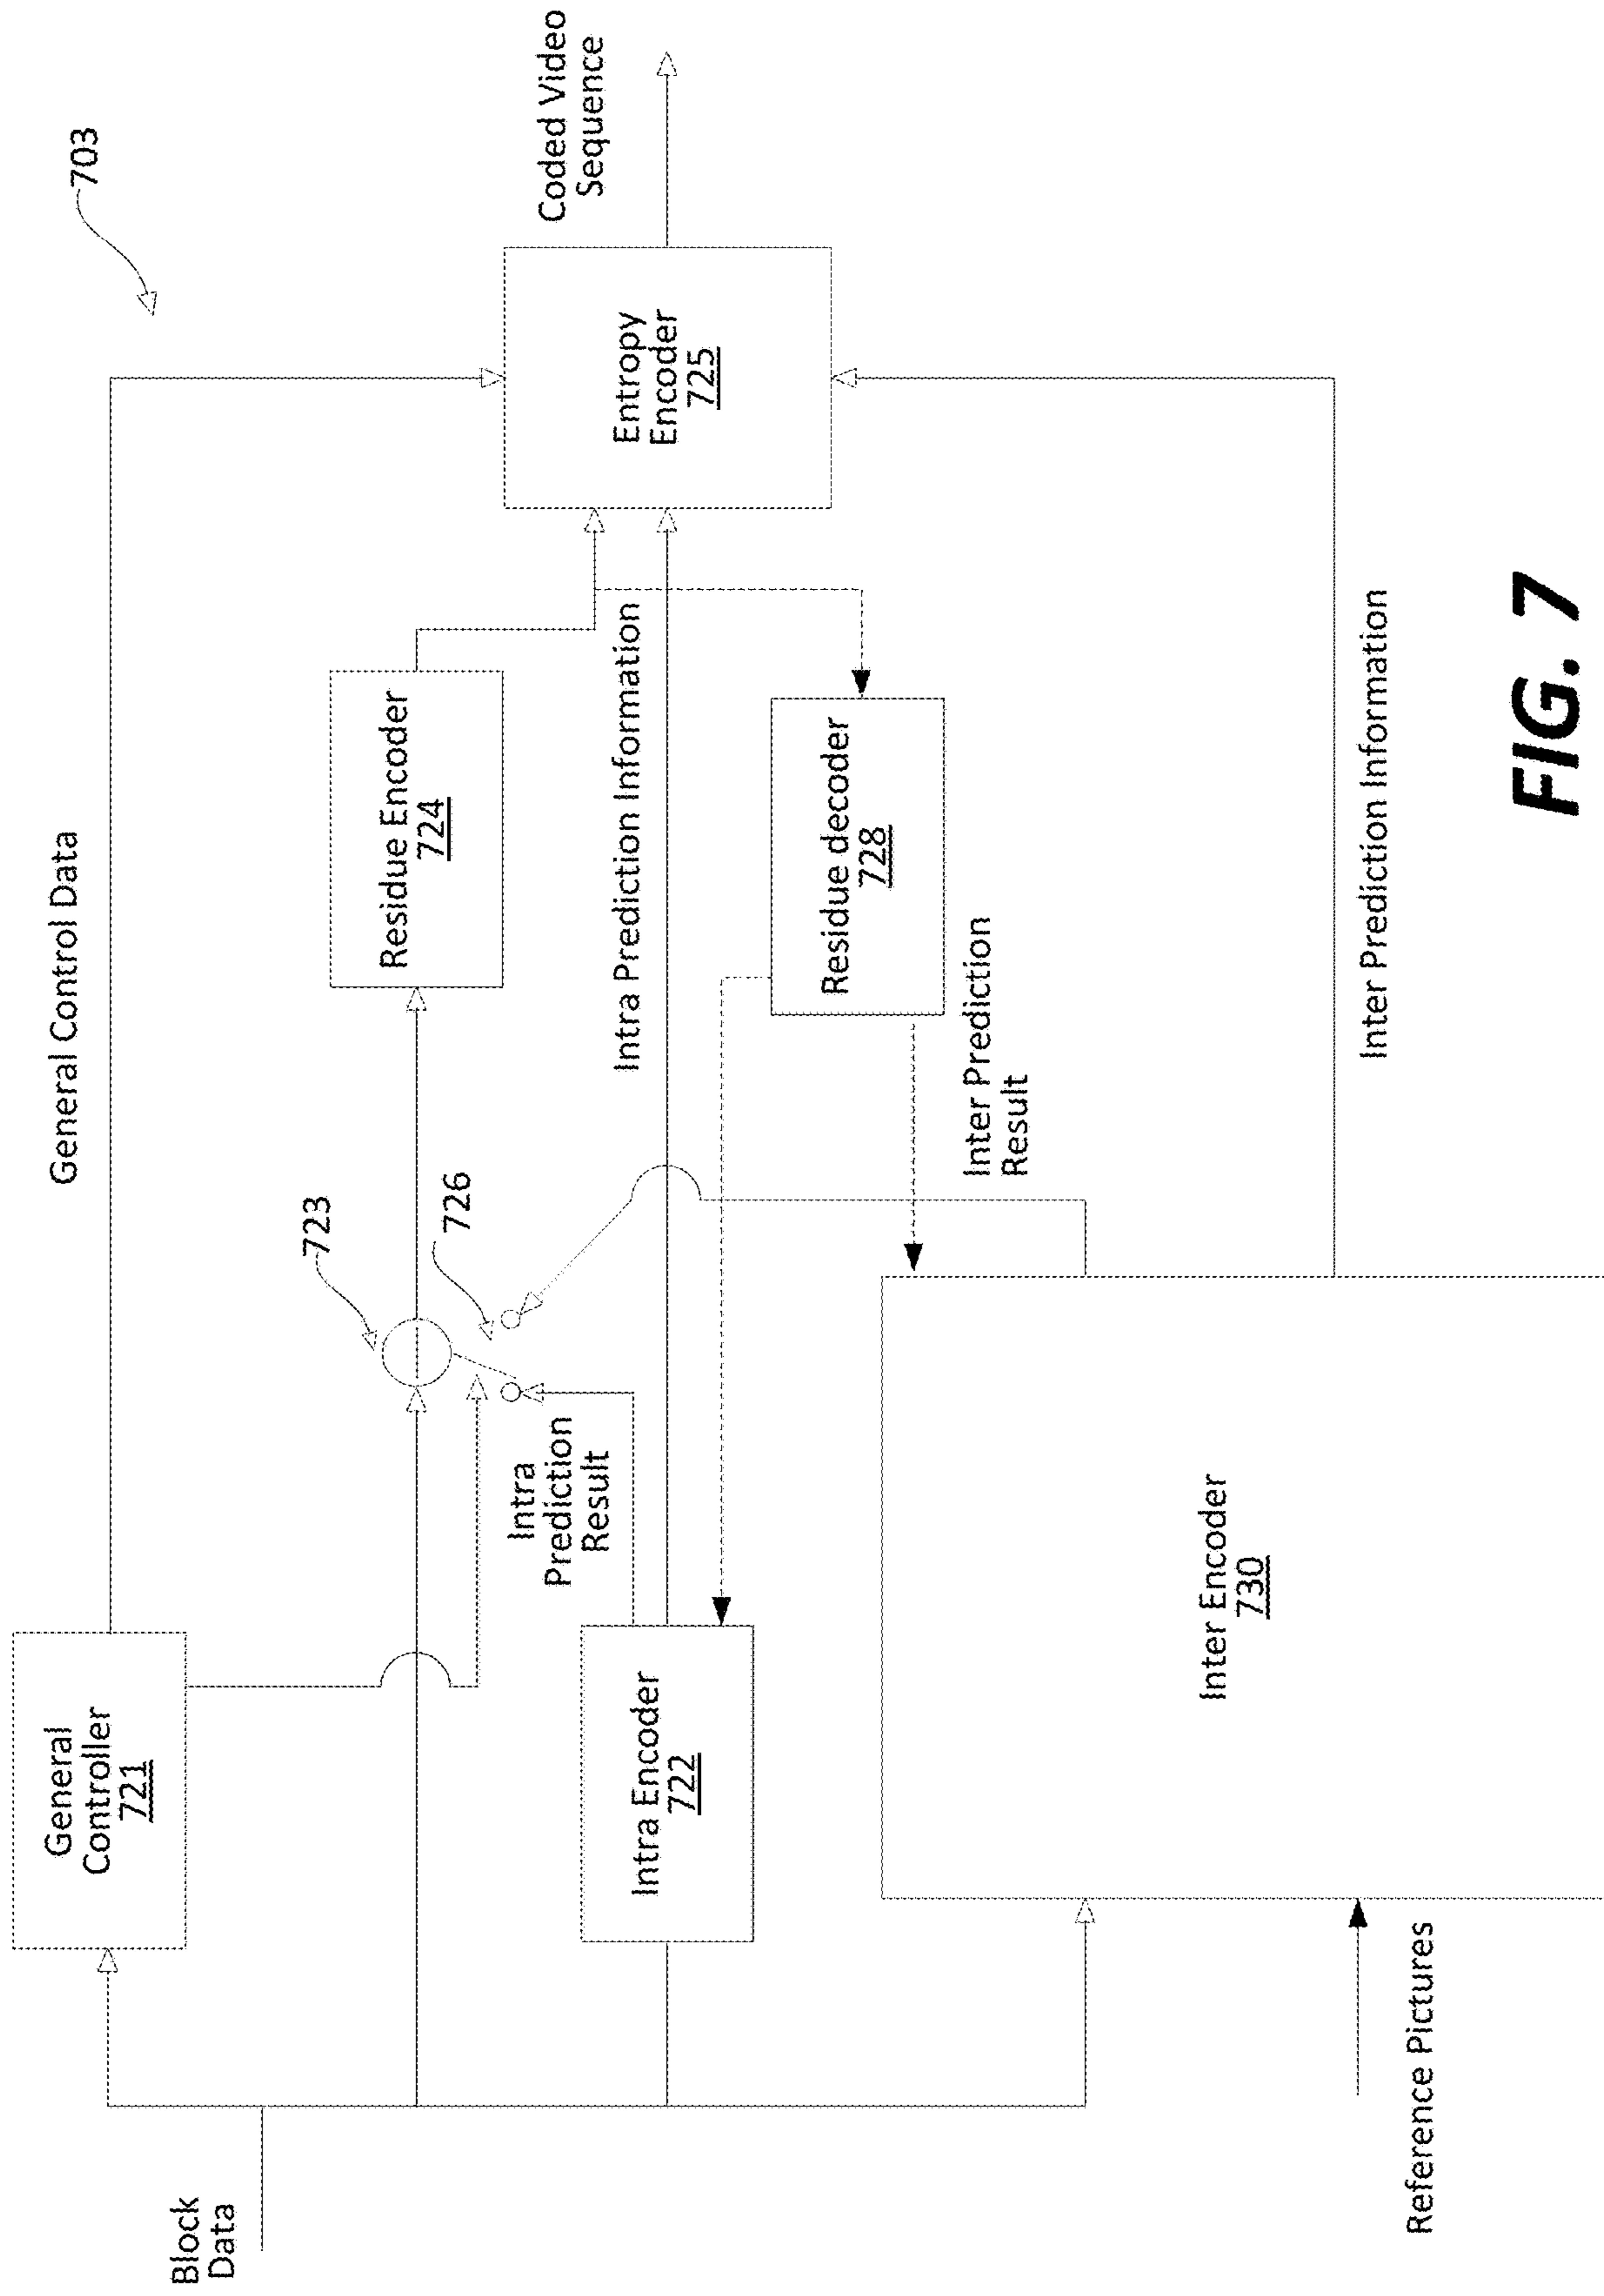 703
General Control Data
General
Controller
721
Block
Data
723
726
Residue Encoder
724
Coded Video
Sequence
Entropy
Encoder
725
Intra
Prediction
Result
Intra Prediction Information
Intra Encoder
722
Residue decoder
728
Inter Prediction
Result
Inter Encoder
730
Reference Pictures
Inter Prediction Information
FIG. 7